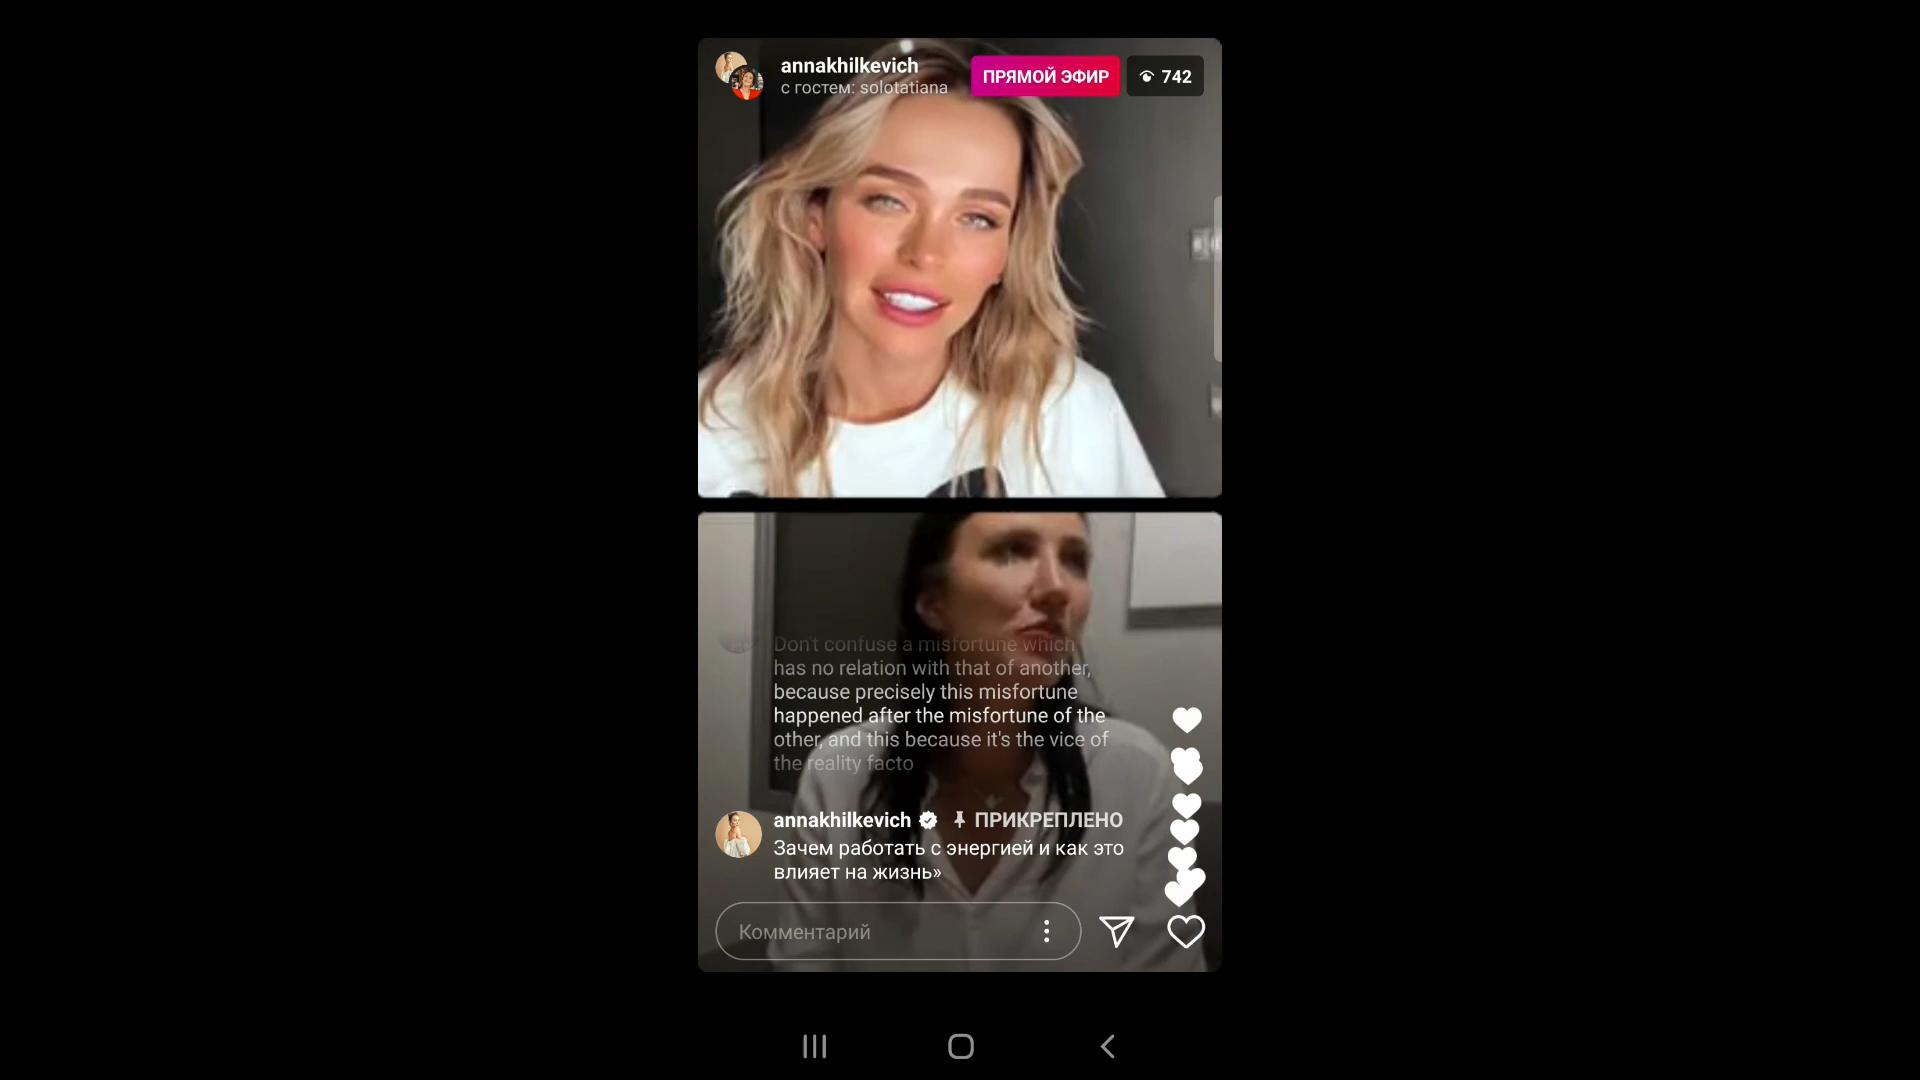 annakhilkevich
с гостем: solotatiana
ПРЯМОЙ ЭФИР
742
Don't confuse a misfortune which
has no relation with that of another,
because precisely this misfortune
happened after the misfortune of the
other, and this because it's the vice of
the reality facto
annakhilkevich ПРИКРЕПЛЕНО
Зачем работать с энергией и как это
влияет на жизнь»
Комментарий